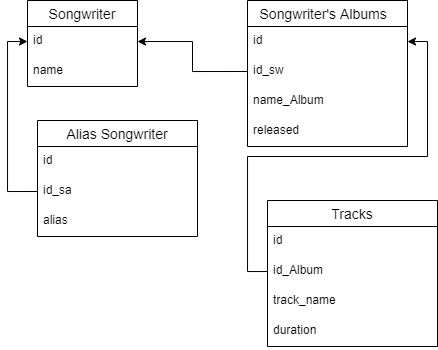 Songwriter
id
name
Songwriter's Albums
id
id_sw
name_Album
released
Alias Songwriter
id
id_sa
alias
Tracks
id
id_Album
track_name
duration